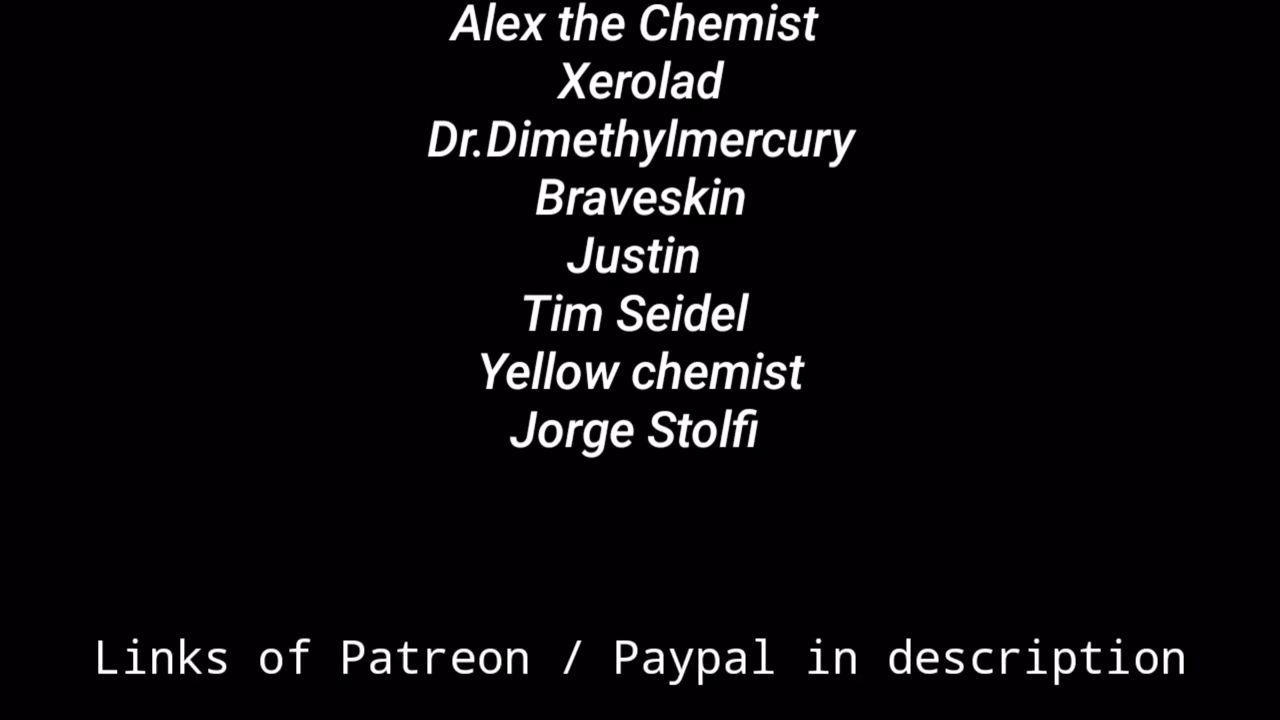 Alex the Chemist
Xerolad
Dr.Dimethylmercury
Braveskin
Justin
Tim Seidel
Yellow chemist
Jorge Stolfi
Links of Patreon / Paypal in description